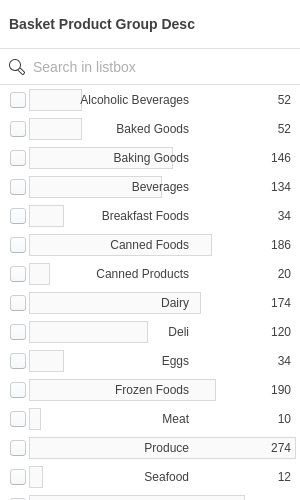 Basket Product Group Desc
Search in listbox
Alcoholic Beverages 52
Baked Goods 52
Baking Goods 146
Beverages 134
Breakfast Foods 34
Canned Foods 186
Canned Products 20
Dairy 174
Deli 120
Eggs 34
Frozen Foods 190
Meat 10
Produce 274
Seafood 12